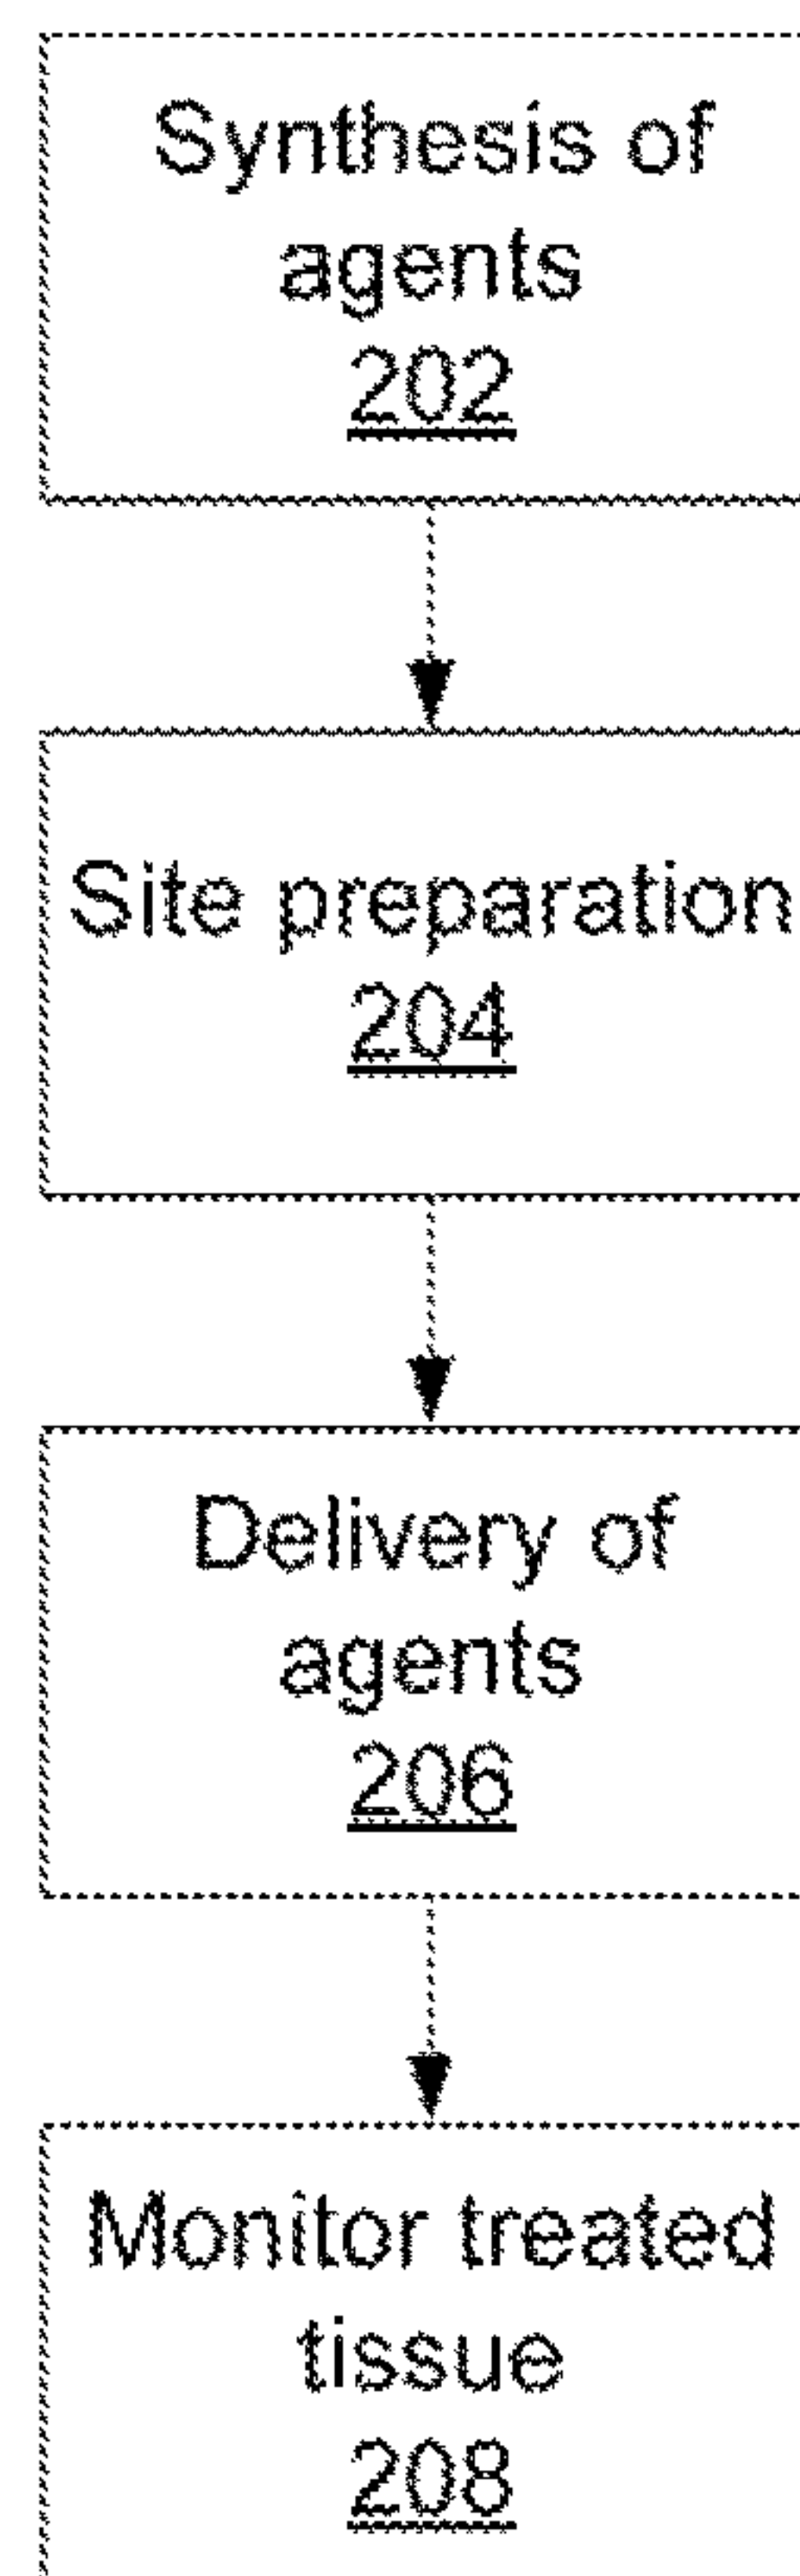 Synthesis of
agents
202
Site preparation
204
Delivery of
agents
206
Monitor treated
tissue
208